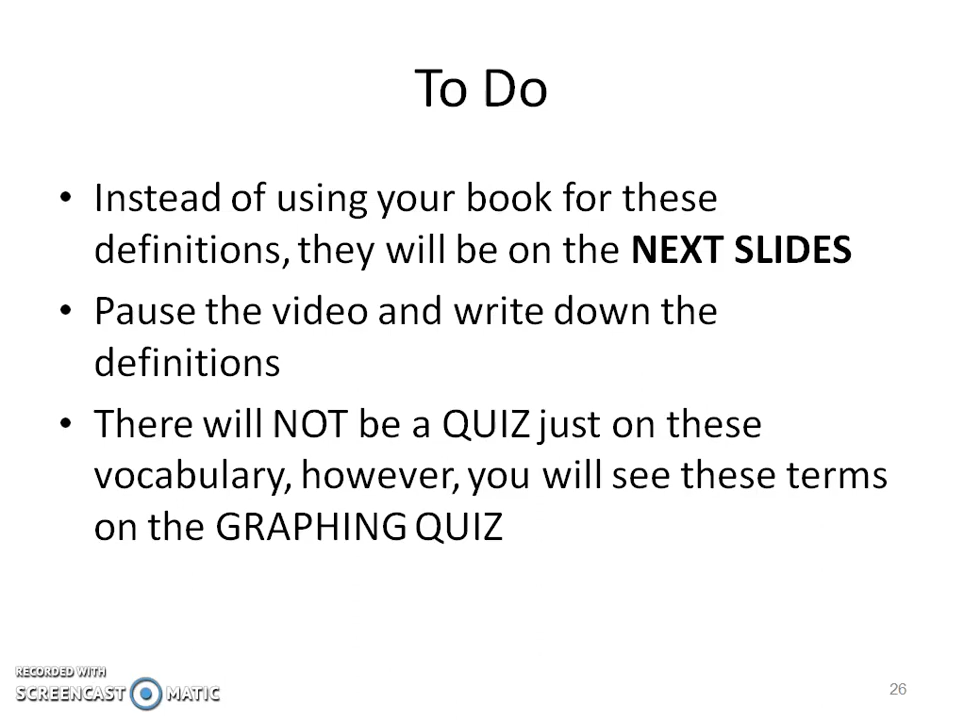 To Do
• Instead of using your book for these
definitions, they will be on the NEXT SLIDES
• Pause the video and write down the
definitions
• There will NOT be a QUIZ just on these
vocabulary, however, you will see these terms
on the GRAPHING QUIZ
RECORDED WITH
SCREENCAST MATIC
26